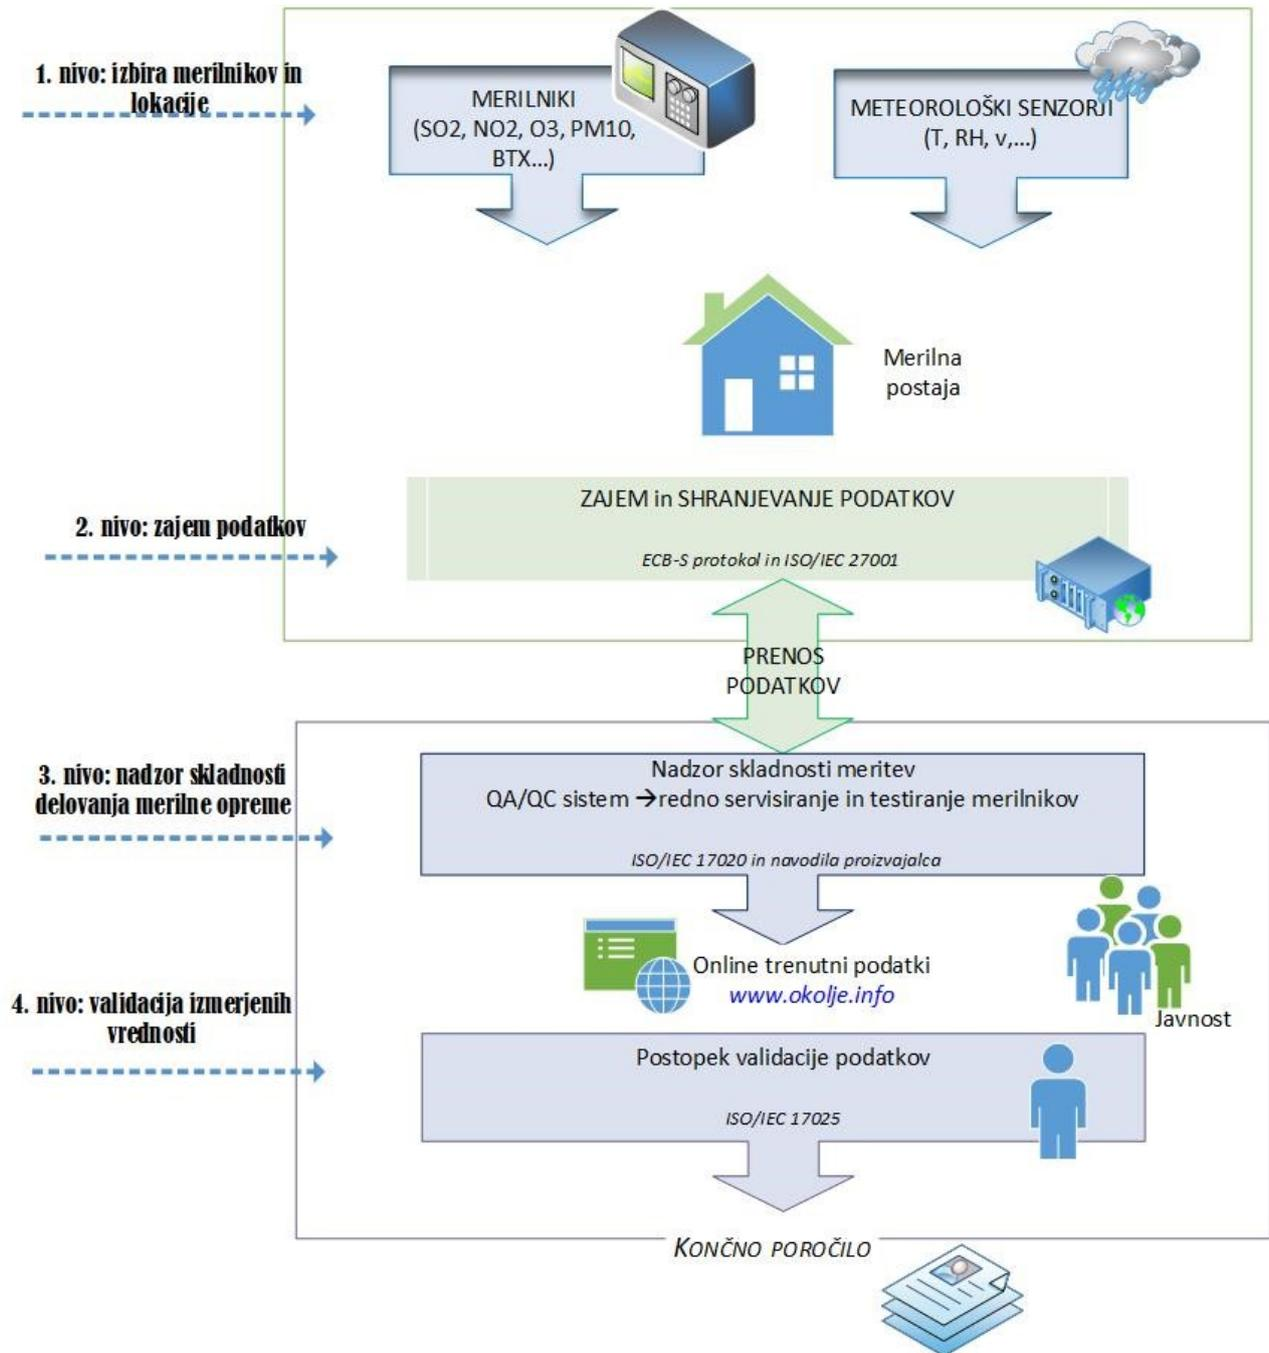 1. nivo: izbira merilnikov in
lokacije
MERILNIKI
(SO2, NO2, O3, PM10,
BTX...)
METEOROLOŠKI SENZORJI
(T, RH, v,...)
Merilna
postaja
2. nivo: zajem podatkov
ZAJEM in SHRANJEVANJE PODATKOV
ECB-S protokol in ISO/IEC 27001
PRENOS
PODATKOV
3. nivo: nadzor skladnosti
delovanja merilne opreme
Nadzor skladnosti meritev
QA/QC sistem →redno servisiranje in testiranje merilnikov
ISO/IEC 17020 in navodila proizvajalca
Online trenutni podatki
www.okolje.info
Javnost
4. nivo: validacija izmerjenih
vrednosti
Postopek validacije podatkov
ISO/IEC 17025
KONČNO POROČILO